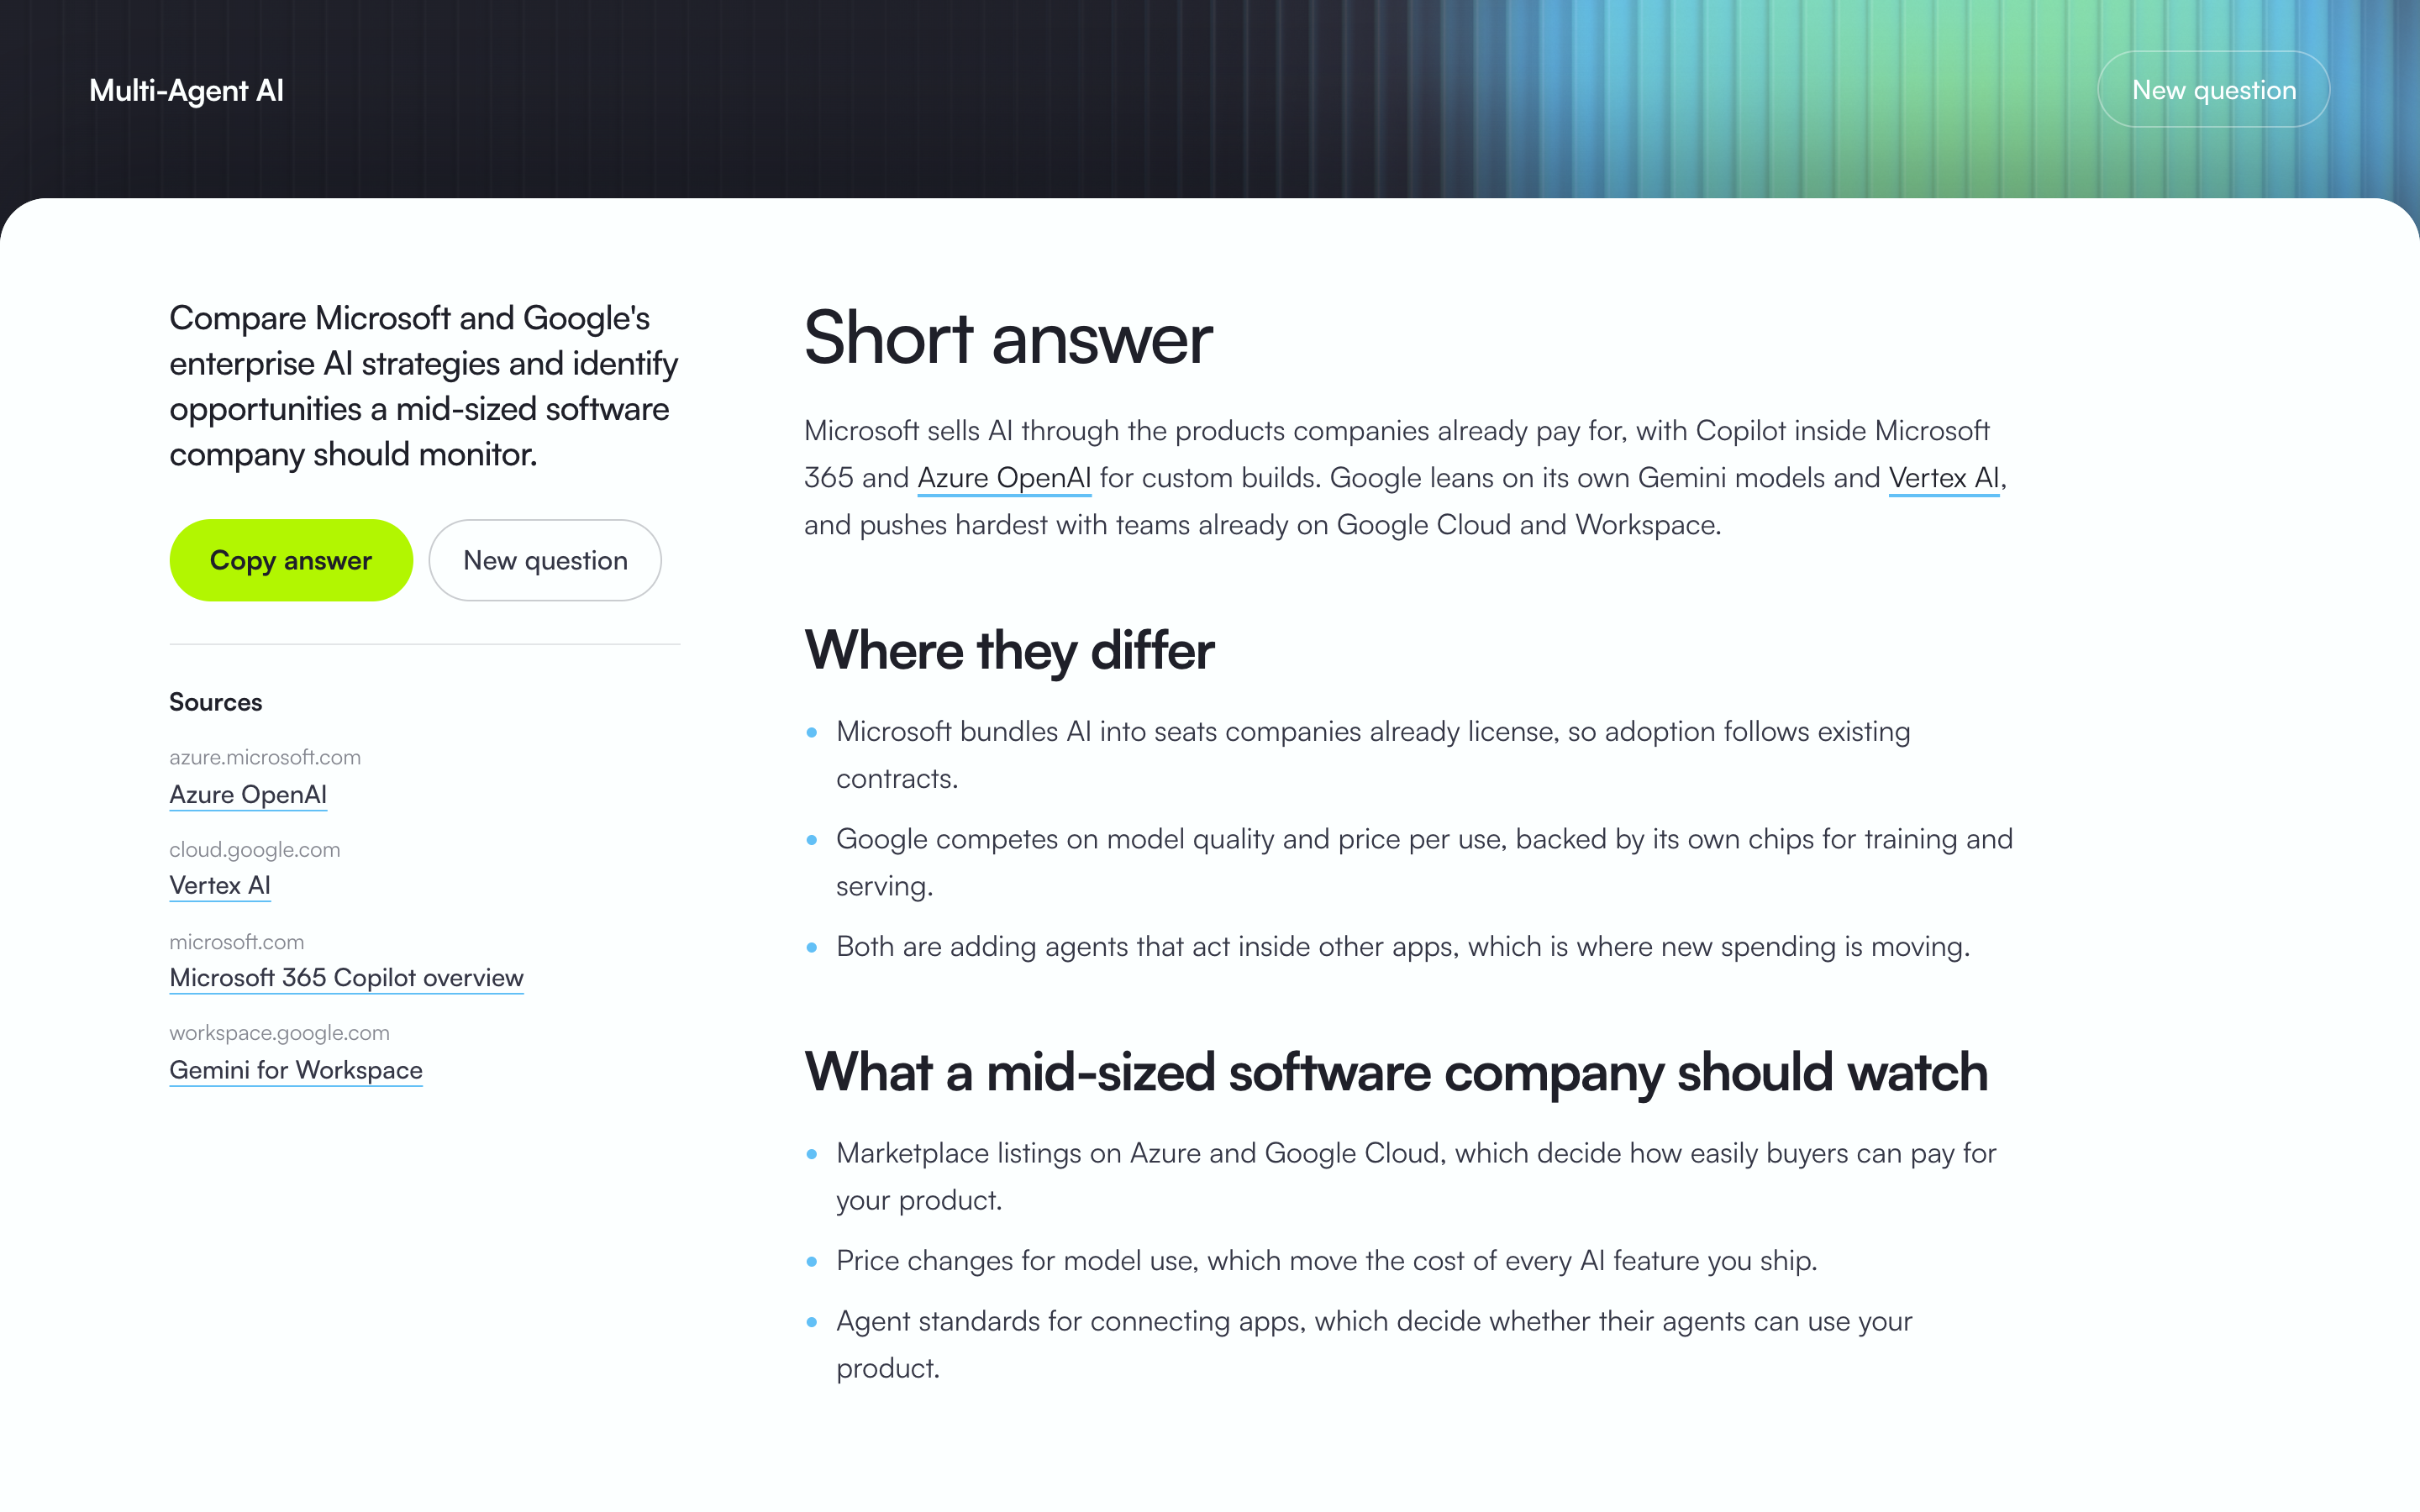 Multi-Agent AI
New question
Compare Microsoft and Google's
enterprise AI strategies and identify
opportunities a mid-sized software
company should monitor.
Copy answer
New question
Sources
azure.microsoft.com
Azure OpenAI
cloud.google.com
Vertex AI
microsoft.com
Microsoft 365 Copilot overview
workspace.google.com
Gemini for Workspace
Short answer
Microsoft sells AI through the products companies already pay for, with Copilot inside Microsoft
365 and Azure OpenAI for custom builds. Google leans on its own Gemini models and Vertex AI,
and pushes hardest with teams already on Google Cloud and Workspace.
Where they differ
Microsoft bundles AI into seats companies already license, so adoption follows existing
contracts.
Google competes on model quality and price per use, backed by its own chips for training and
serving.
Both are adding agents that act inside other apps, which is where new spending is moving.
What a mid-sized software company should watch
Marketplace listings on Azure and Google Cloud, which decide how easily buyers can pay for
your product.
Price changes for model use, which move the cost of every AI feature you ship.
Agent standards for connecting apps, which decide whether their agents can use your
product.